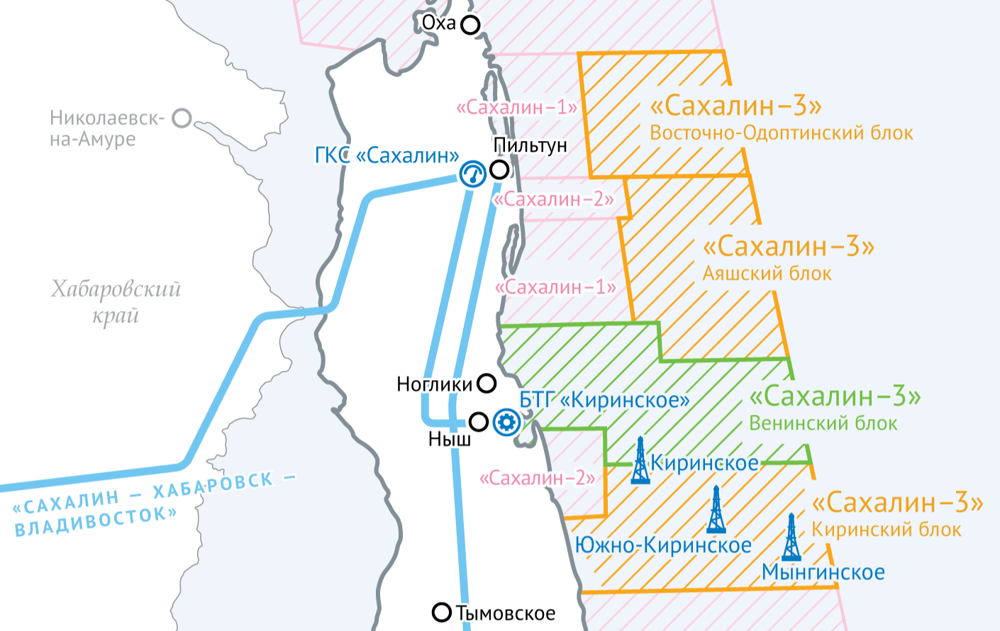 Оха
«Сахалин–1»
«Сахалин–3»
Восточно-Одоптинский блок
Николаевск-
на-Амуре
ГКС «Сахалин»
Пильтун
«Сахалин–2»
«Сахалин–3»
Аяшский блок
Хабаровский
край
«Сахалин–1»
Ноглики
БТГ «Киринское»
«Сахалин–3»
Венинский блок
Ныш
«Сахалин–2»
Киринское
«САХАЛИН — ХАБАРОВСК —
ВЛАДИВОСТОК»
«Сахалин–3»
Киринский блок
Южно-Киринское
Мынгинское
Тымовское